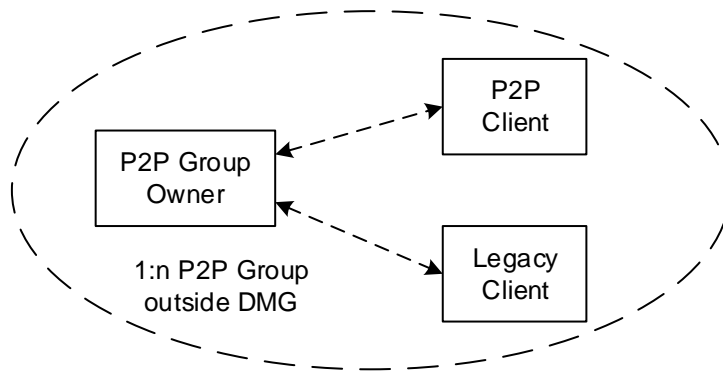 P2P
Client
P2P Group
Owner
1:n P2P Group
outside DMG
Legacy
Client